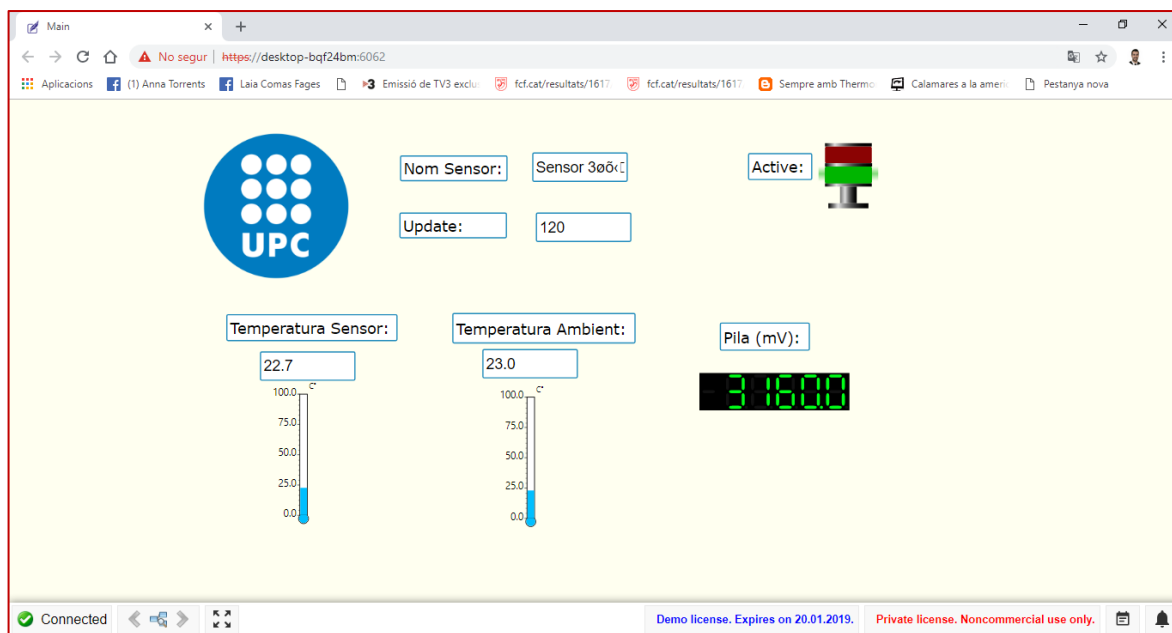 Main
No segur | https://desktop-bqf24bm:6062
Aplicacions (1) Anna Torrents Laia Comas Fages Emissió de TV3 exclu fcf.cat/resultats/1617 fcf.cat/resultats/1617 Sempre amb Thermo Calamares a la ameri Pestanya nova
UPC
Nom Sensor: Sensor 3øõ‹
Active:
Update: 120
Temperatura Sensor: Temperatura Ambient: Pila (mV):
22.7 23.0
3160.0
100.0 C° 100.0 C°
75.0 75.0
50.0 50.0
25.0 25.0
0.0 0.0
Connected Demo license. Expires on 20.01.2019. Private license. Noncommercial use only.